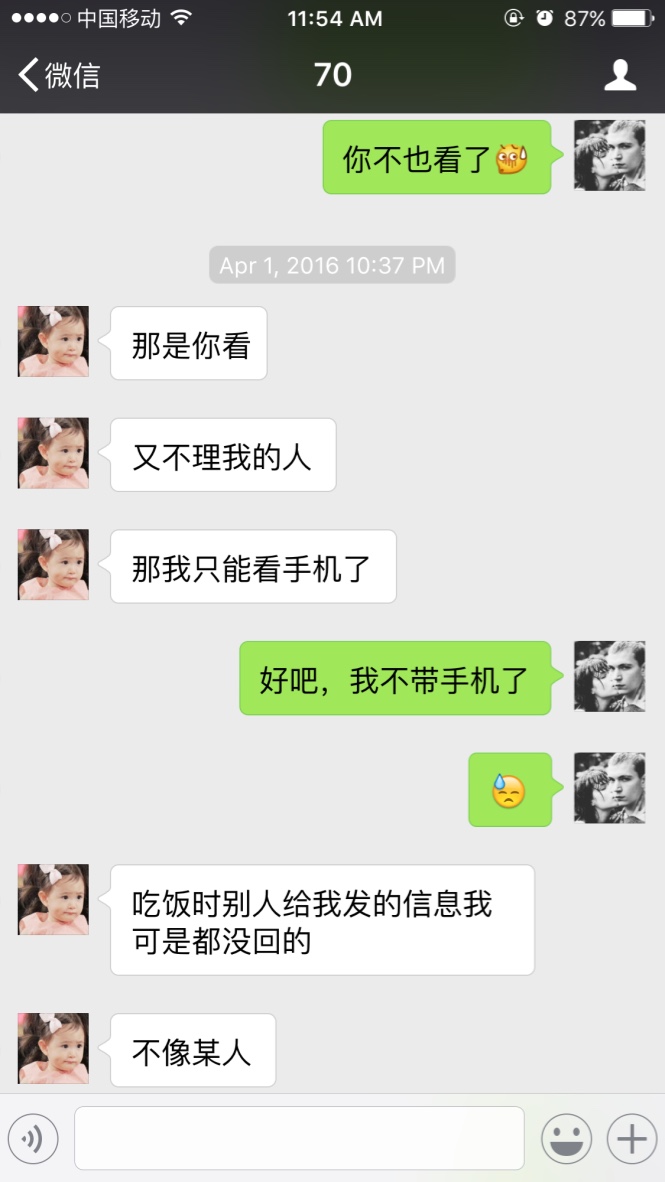 中国移动 11:54 AM 87%
微信 70
你不也看了
Apr 1, 2016 10:37 PM
那是你看
又不理我的人
那我只能看手机了
好吧，我不带手机了
吃饭时别人给我发的信息我
可是都没回的
不像某人